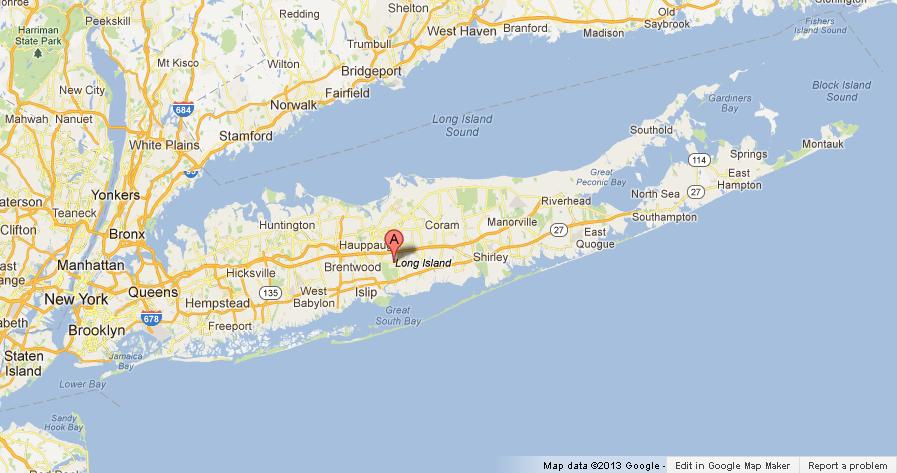 Redding
Shelton
Stonington
Peekskill
Old
Saybrook
Fishers
Island Sound
Harriman
State Park
West Haven
Branford
Madison
Trumbull
Mt Kisco
Wilton
Bridgeport
New City
Fairfield
Block Island
Sound
Norwalk
Gardiners
Bay
684
Mahwah
Nanuet
Long Island
Sound
Stamford
Southold
White Plains
Montauk
Springs
114
95
Great
Peconic Bay
East
Hampton
Yonkers
North Sea
27
Teaneck
Riverhead
Southampton
Huntington
Coram
Manorville
Clifton
Bronx
27
East
Quogue
A
Hauppaug
Shirley
Long Island
Manhattan
Brentwood
Hicksville
Queens
135
West
Babylon
Islip
New York
Hempstead
Great
South Bay
678
Freeport
Brooklyn
Staten
Island
Jamaica
Bay
Lower Bay
Sandy
Hook Bay
Map data ©2013 Google -
Edit in Google Map Maker
Report a problem